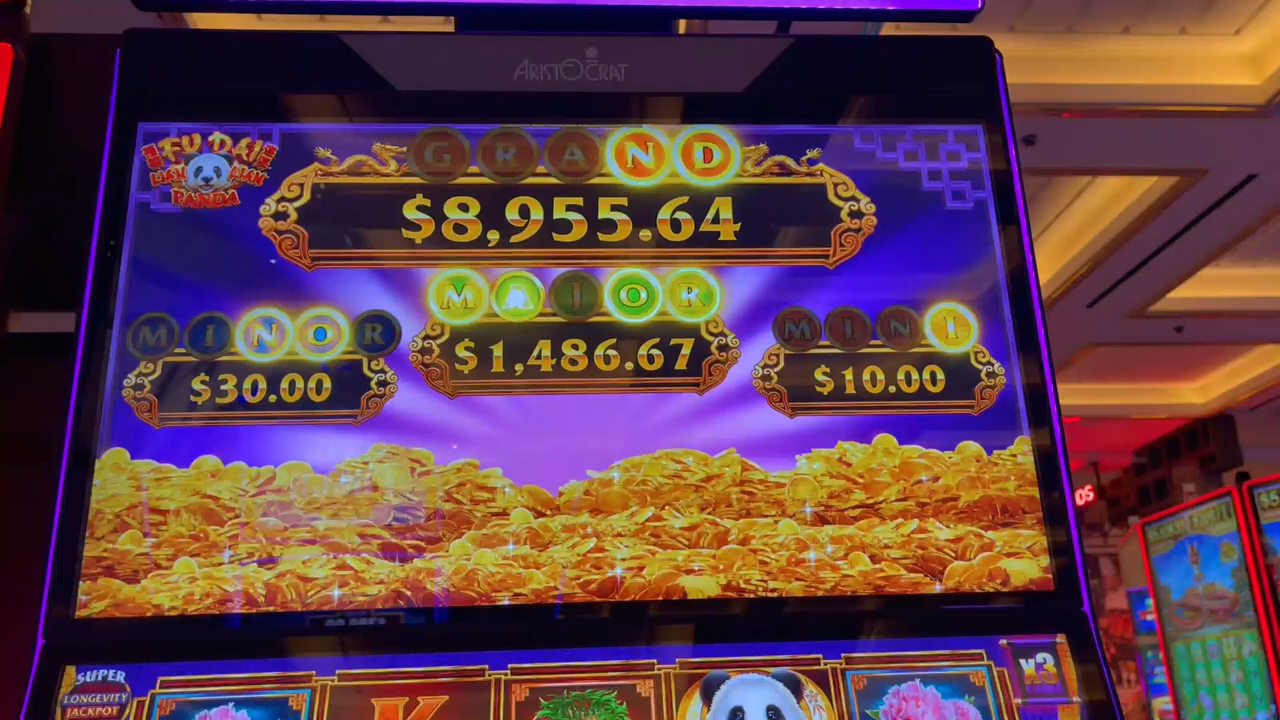 ARISTOCRAT
FU DAI
LIAN LIAN
PANDA
GRAND
$8,955.64
MAJOR
$1,486.67
MINOR
$30.00
MINI
$10.00
SUPER
LONGEVITY
JACKPOT
K
x3
OS